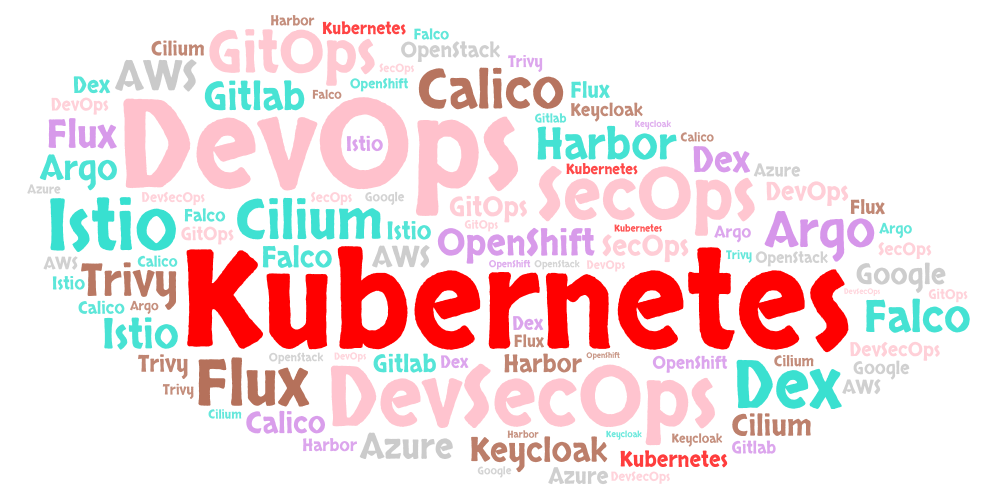 Harbor
Kubernetes
Falco
Cilium
GitOps
OpenStack
Trivy
AWS
SecOps
Dex
OpenShift
Calico
Flux
Gitlab
Falco
DevOps
Keycloak
DevOps
Gitlab
Keycloak
Flux
Istio
Harbor
Calico
Argo
Kubernetes
Dex
Azure
Azure
DevSecOps
SecOps
Google
SecOps
DevOps
Istio
Falco
Cilium
GitOps
Flux
GitOps
Istio
GitOps
Kubernetes
Argo
Argo
Argo
OpenShift
SecOps
SecOps
AWS
Calico
Falco
AWS
OpenShift
OpenStack
DevOps
Trivy
OpenStack
Istio
Trivy
Kubernetes
Google
DevSecOps
GitOps
Calico
Argo
Istio
Dex
Falco
Flux
DevSecOps
Trivy
OpenStack
DevOps
Gitlab
Dex
Harbor
OpenShift
OpenShift
Cilium
Google
Trivy
Flux
DevSecOps
Dex
AWS
Cilium
Calico
Cilium
Harbor
Azure
Harbor
Keycloak
Keycloak
Keycloak
Gitlab
Google
Kubernetes
Azure
DevSecOps